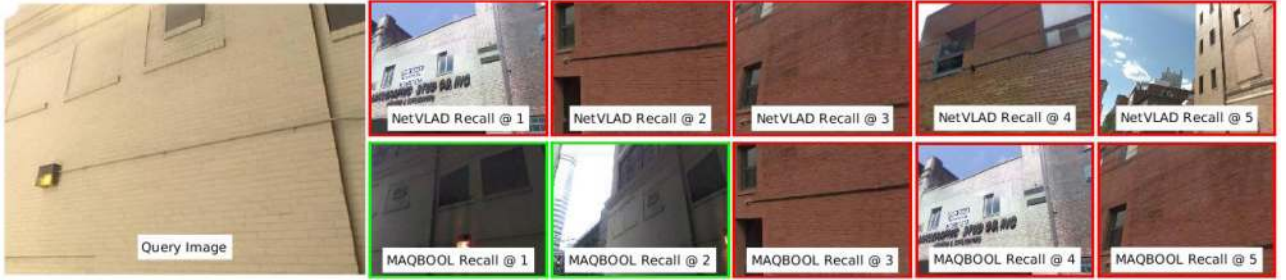 Query Image
NetVLAD Recall @ 1
NetVLAD Recall @ 2
NetVLAD Recall @ 3
NetVLAD Recall @ 4
NetVLAD Recall @ 5
MAQBOOL Recall @ 1
MAQBOOL Recall @ 2
MAQBOOL Recall @ 3
MAQBOOL Recall @ 4
MAQBOOL Recall @ 5